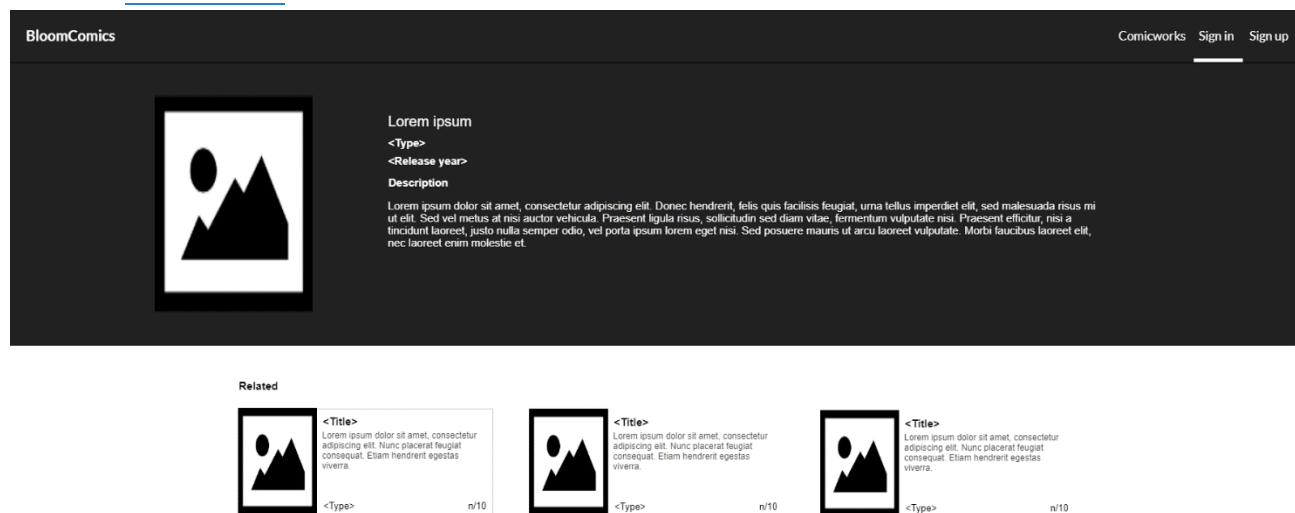 BloomComics
Comicworks Sign in Sign up
Lorem ipsum
<Type>
<Release year>
Description
Lorem ipsum dolor sit amet, consectetur adipiscing elit. Donec hendrerit, felis quis facilisis feugiat, urna tellus imperdiet elit, sed malesuada risus mi
ut elit. Sed vel metus at nisi auctor vehicula. Praesent ligula risus, sollicitudin sed diam vitae, fermentum vulputate nisi. Praesent efficitur, nisi a
tincidunt laoreet, justo nulla semper odio, vel porta ipsum lorem eget nisi. Sed posuere mauris ut arcu laoreet vulputate. Morbi faucibus laoreet elit,
nec laoreet enim molestie et.
Related
<Title>
Lorem ipsum dolor sit amet, consectetur
adipiscing elit. Nunc placerat feugiat
consequat. Etiam hendrerit egestas
viverra.
<Type> n/10
<Title>
Lorem ipsum dolor sit amet, consectetur
adipiscing elit. Nunc placerat feugiat
consequat. Etiam hendrerit egestas
viverra.
<Type> n/10
<Title>
Lorem ipsum dolor sit amet, consectetur
adipiscing elit. Nunc placerat feugiat
consequat. Etiam hendrerit egestas
viverra.
<Type> n/10